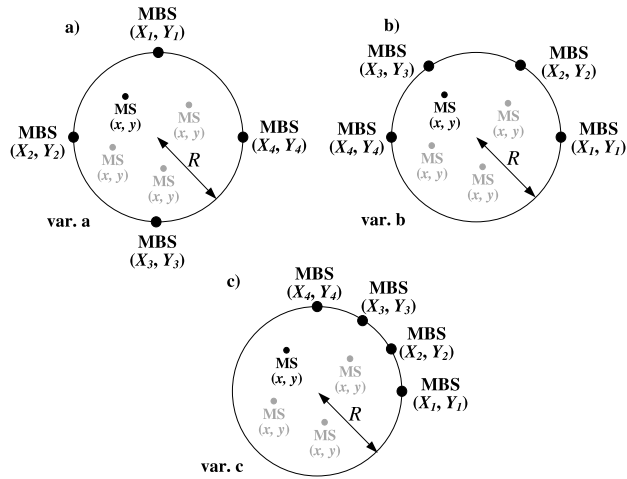 a)
MBS
(X1, Y1)
MS
(x, y)
MS
(x, y)
MBS
(X2, Y2)
MBS
(X4, Y4)
MS
(x, y)
MS
(x, y)
R
var. a
MBS
(X3, Y3)
b)
MBS
(X3, Y3)
MBS
(X2, Y2)
MS
(x, y)
MS
(x, y)
MBS
(X4, Y4)
MBS
(X1, Y1)
MS
(x, y)
MS
(x, y)
R
var. b
c)
MBS
(X4, Y4)
MBS
(X3, Y3)
MBS
(X2, Y2)
MS
(x, y)
MS
(x, y)
MBS
(X1, Y1)
MS
(x, y)
MS
(x, y)
R
var. c